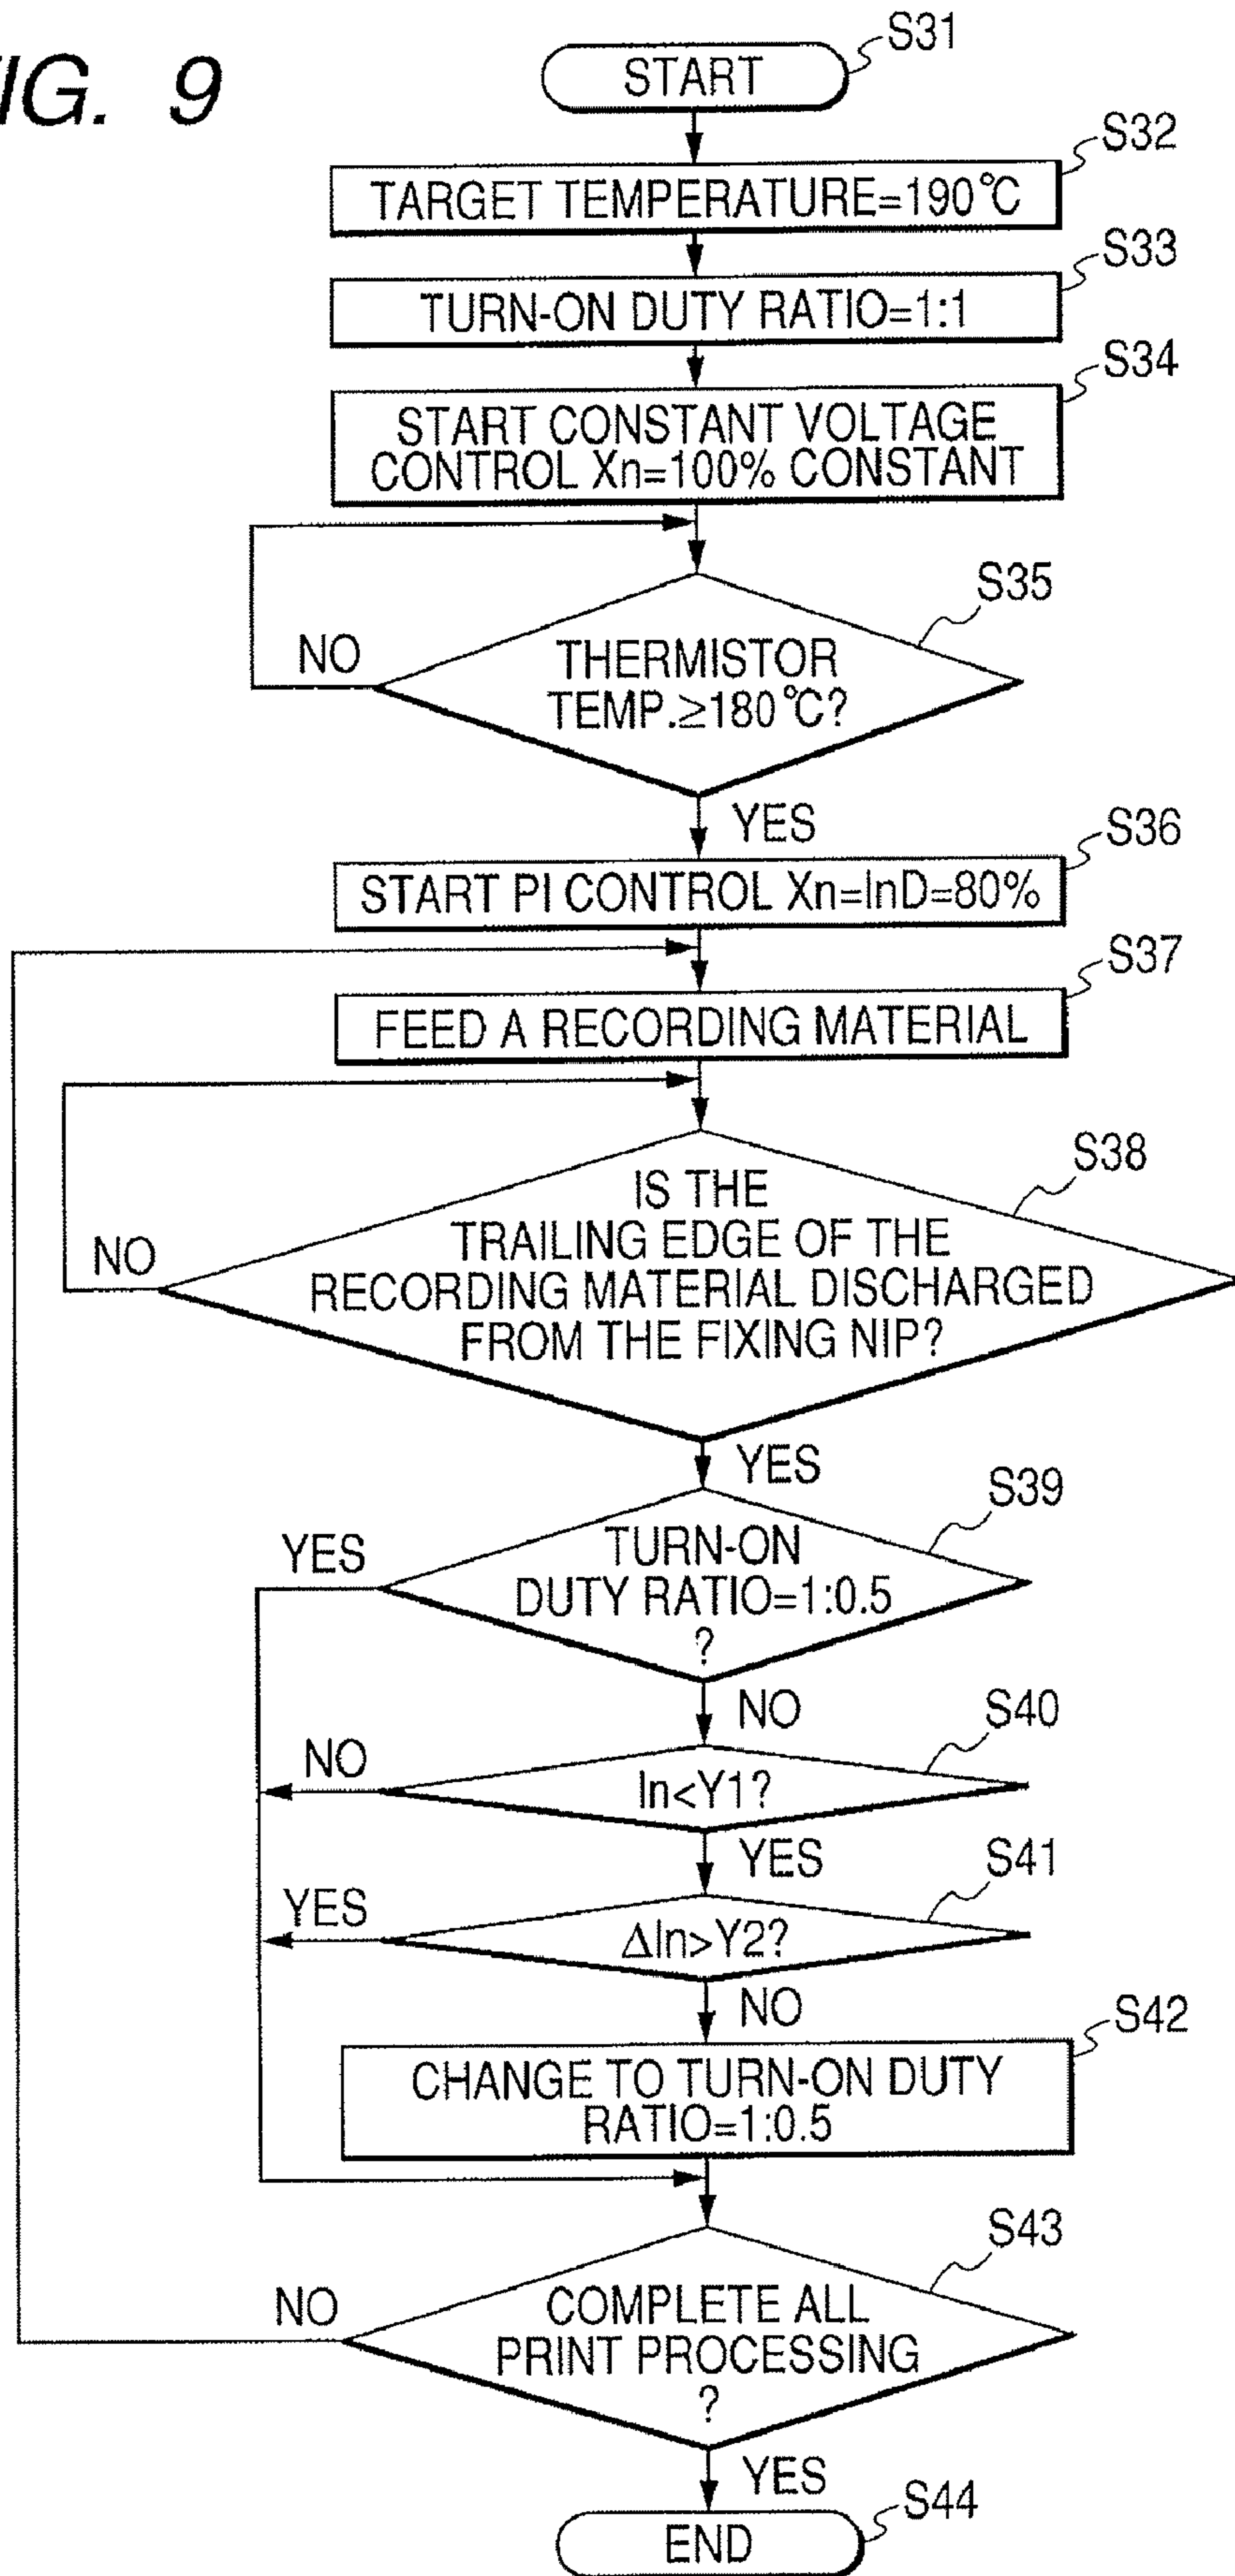 IG. 9
START
S31
TARGET TEMPERATURE=190°C
S32
TURN-ON DUTY RATIO=1:1
S33
START CONSTANT VOLTAGE
CONTROL Xn=100% CONSTANT
S34
THERMISTOR
TEMP.≥180°C?
S35
NO
YES
START PI CONTROL Xn=InD=80%
S36
FEED A RECORDING MATERIAL
S37
IS THE
TRAILING EDGE OF THE
RECORDING MATERIAL DISCHARGED
FROM THE FIXING NIP?
S38
NO
YES
TURN-ON
DUTY RATIO=1:0.5
?
S39
YES
NO
In<Y1?
S40
NO
YES
ΔIn>Y2?
S41
YES
NO
CHANGE TO TURN-ON DUTY
RATIO=1:0.5
S42
COMPLETE ALL
PRINT PROCESSING
?
S43
NO
YES
END
S44